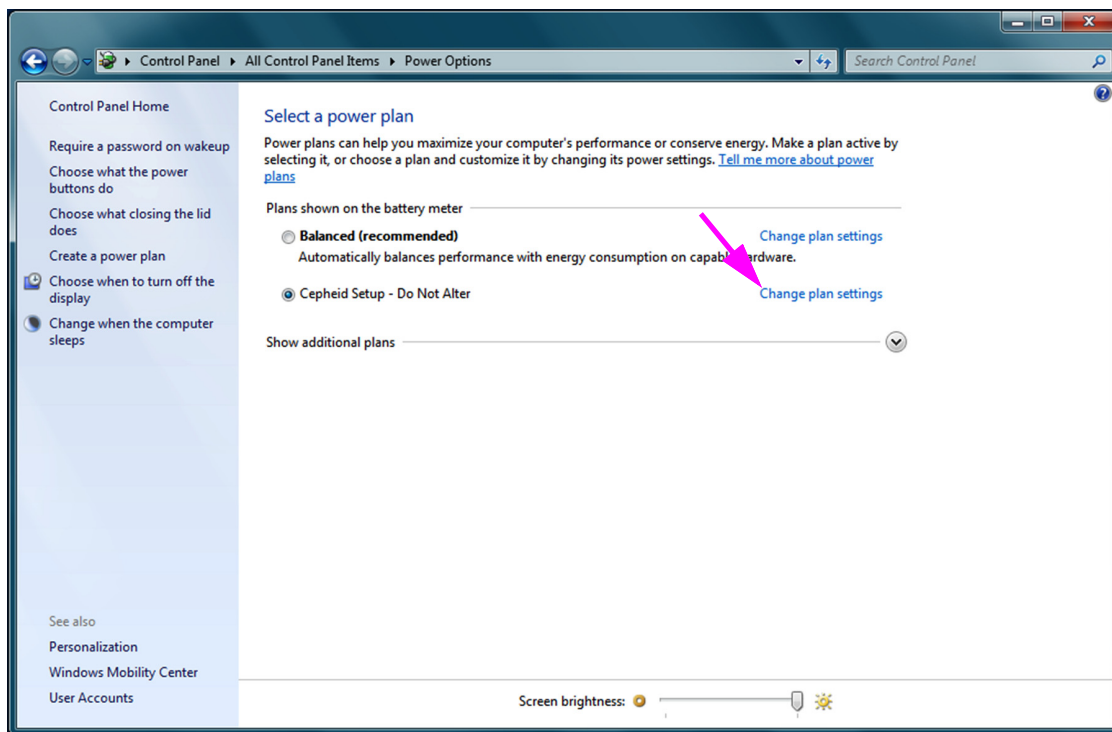 Control Panel ▸ All Control Panel Items ▸ Power Options
Search Control Panel
Control Panel Home
Require a password on wakeup
Choose what the power
buttons do
Choose what closing the lid
does
Create a power plan
Choose when to turn off the
display
Change when the computer
sleeps
See also
Personalization
Windows Mobility Center
User Accounts
Select a power plan
Power plans can help you maximize your computer's performance or conserve energy. Make a plan active by
selecting it, or choose a plan and customize it by changing its power settings. Tell me more about power
plans
Plans shown on the battery meter
Balanced (recommended) Change plan settings
Automatically balances performance with energy consumption on
Cepheid Setup - Do Not Alter Change plan settings
Show additional plans
Screen brightness: